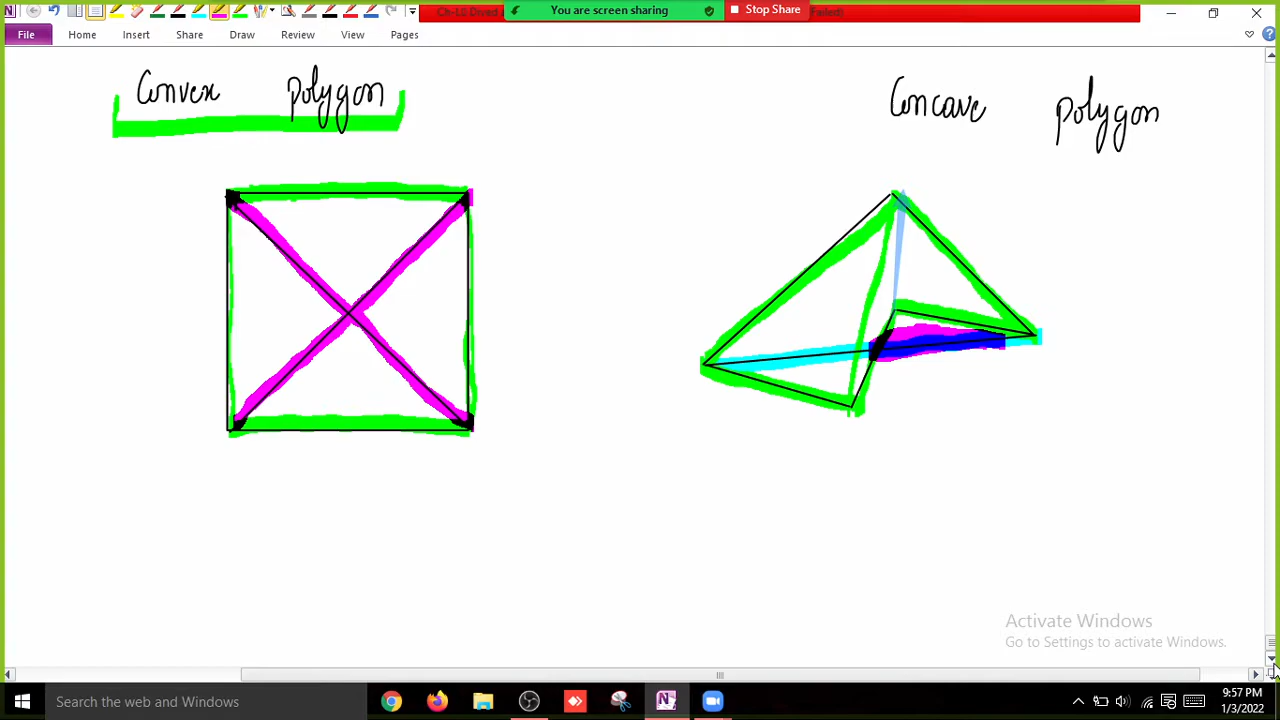 You are screen sharing
Stop Share
File Home Insert Share Draw Review View Pages
Convex Polygon
Concave Polygon
Activate Windows
Go to Settings to activate Windows.
Search the web and Windows
9:57 PM
1/3/2022